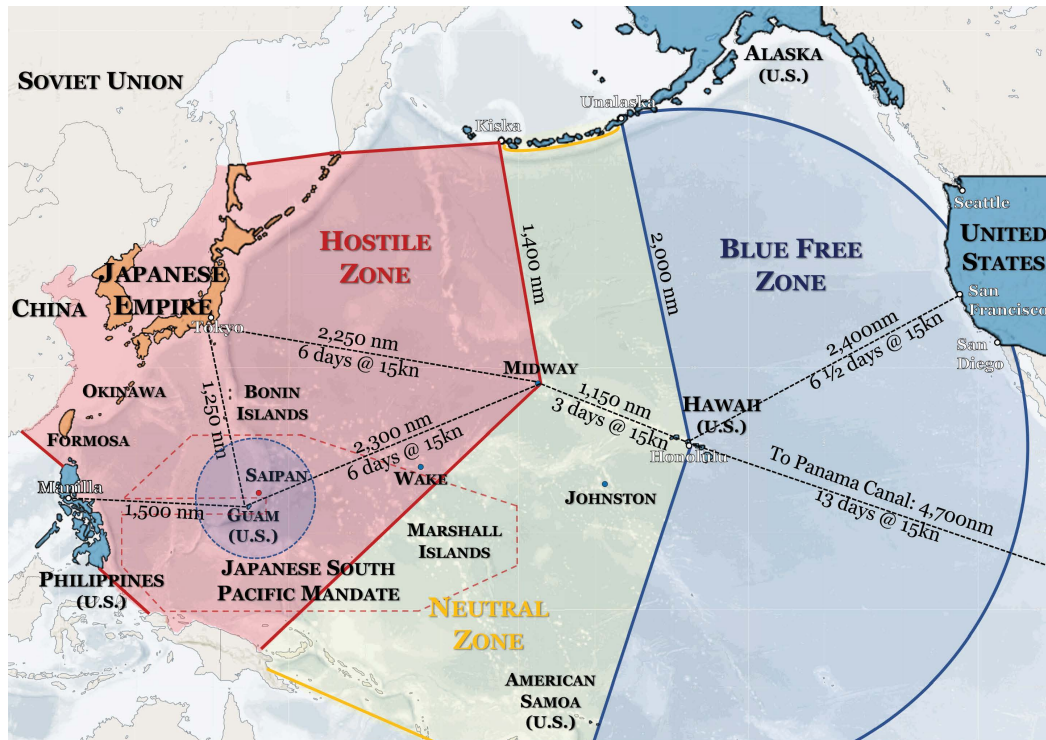 SOVIET UNION
ALASKA
(U.S.)
Unalaska
Kiska
Seattle
UNITED
STATES
HOSTILE
ZONE
BLUE FREE
ZONE
1,400 nm
2,000 nm
JAPANESE
EMPIRE
CHINA
Tokyo
San
Francisco
San
Diego
2,250 nm
6 days @ 15kn
2,400nm
6 ½ days @ 15kn
MIDWAY
OKINAWA
BONIN
ISLANDS
1,250 nm
1,150 nm
3 days @ 15kn
HAWAII
(U.S.)
Honolulu
FORMOSA
2,300 nm
6 days @ 15kn
SAIPAN
WAKE
Manilla
1,500 nm
GUAM
(U.S.)
JOHNSTON
To Panama Canal: 4,700nm
13 days @ 15kn
MARSHALL
ISLANDS
PHILIPPINES
(U.S.)
JAPANESE SOUTH
PACIFIC MANDATE
NEUTRAL
ZONE
AMERICAN
SAMOA
(U.S.)